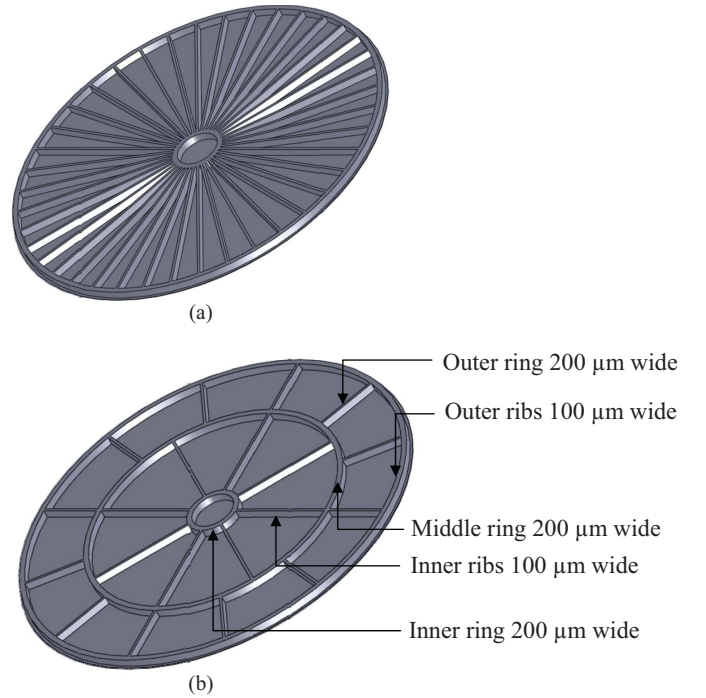 (a)
Outer ring 200 µm wide
Outer ribs 100 µm wide
Middle ring 200 µm wide
Inner ribs 100 µm wide
Inner ring 200 µm wide
(b)